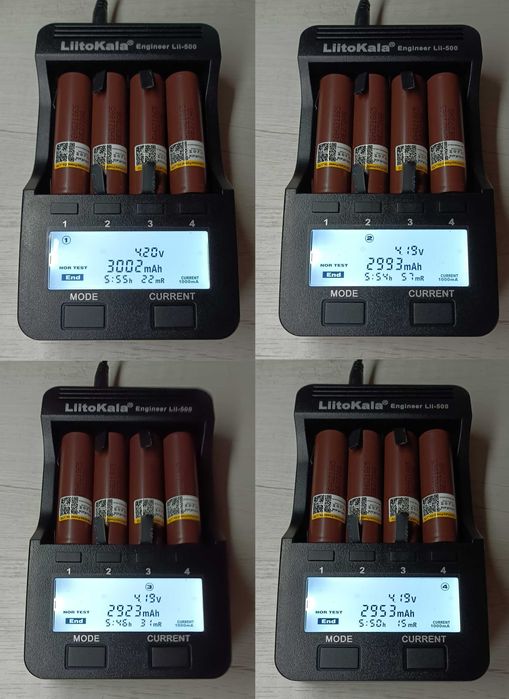 LiitoKala® Engineer Lii-500
1 2 3 4
①
4.20v
NOR TEST 3002mAh
End 5:55h 22mR CURRENT 1000mA
MODE CURRENT
LiitoKala® Engineer Lii-500
1 2 3 4
②
4.19v
NOR TEST 2993mAh
End 5:54h 57mR CURRENT 1000mA
MODE CURRENT
LiitoKala® Engineer Lii-500
1 2 3 4
③
4.19v
NOR TEST 2923mAh
End 5:46h 31mR CURRENT 1000mA
MODE CURRENT
LiitoKala® Engineer Lii-500
1 2 3 4
④
4.19v
NOR TEST 2953mAh
End 5:50h 15mR CURRENT 1000mA
MODE CURRENT